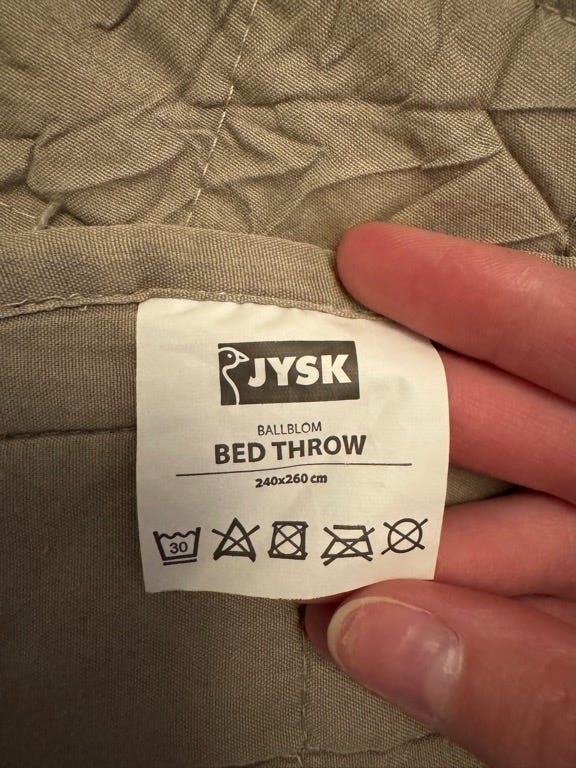 JYSK
BALLBLOM
BED THROW
240x260 cm
30